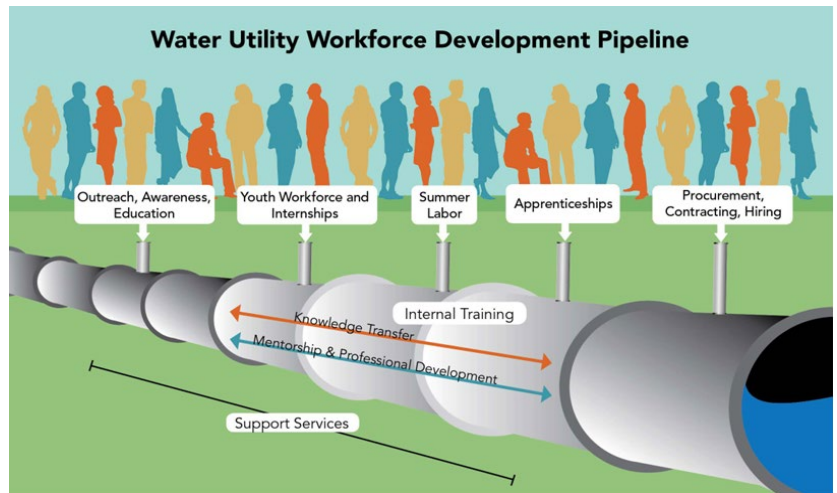 Water Utility Workforce Development Pipeline
Outreach, Awareness,
Education
Youth Workforce and
Internships
Summer
Labor
Apprenticeships
Procurement,
Contracting, Hiring
Internal Training
Knowledge Transfer
Mentorship & Professional Development
Support Services